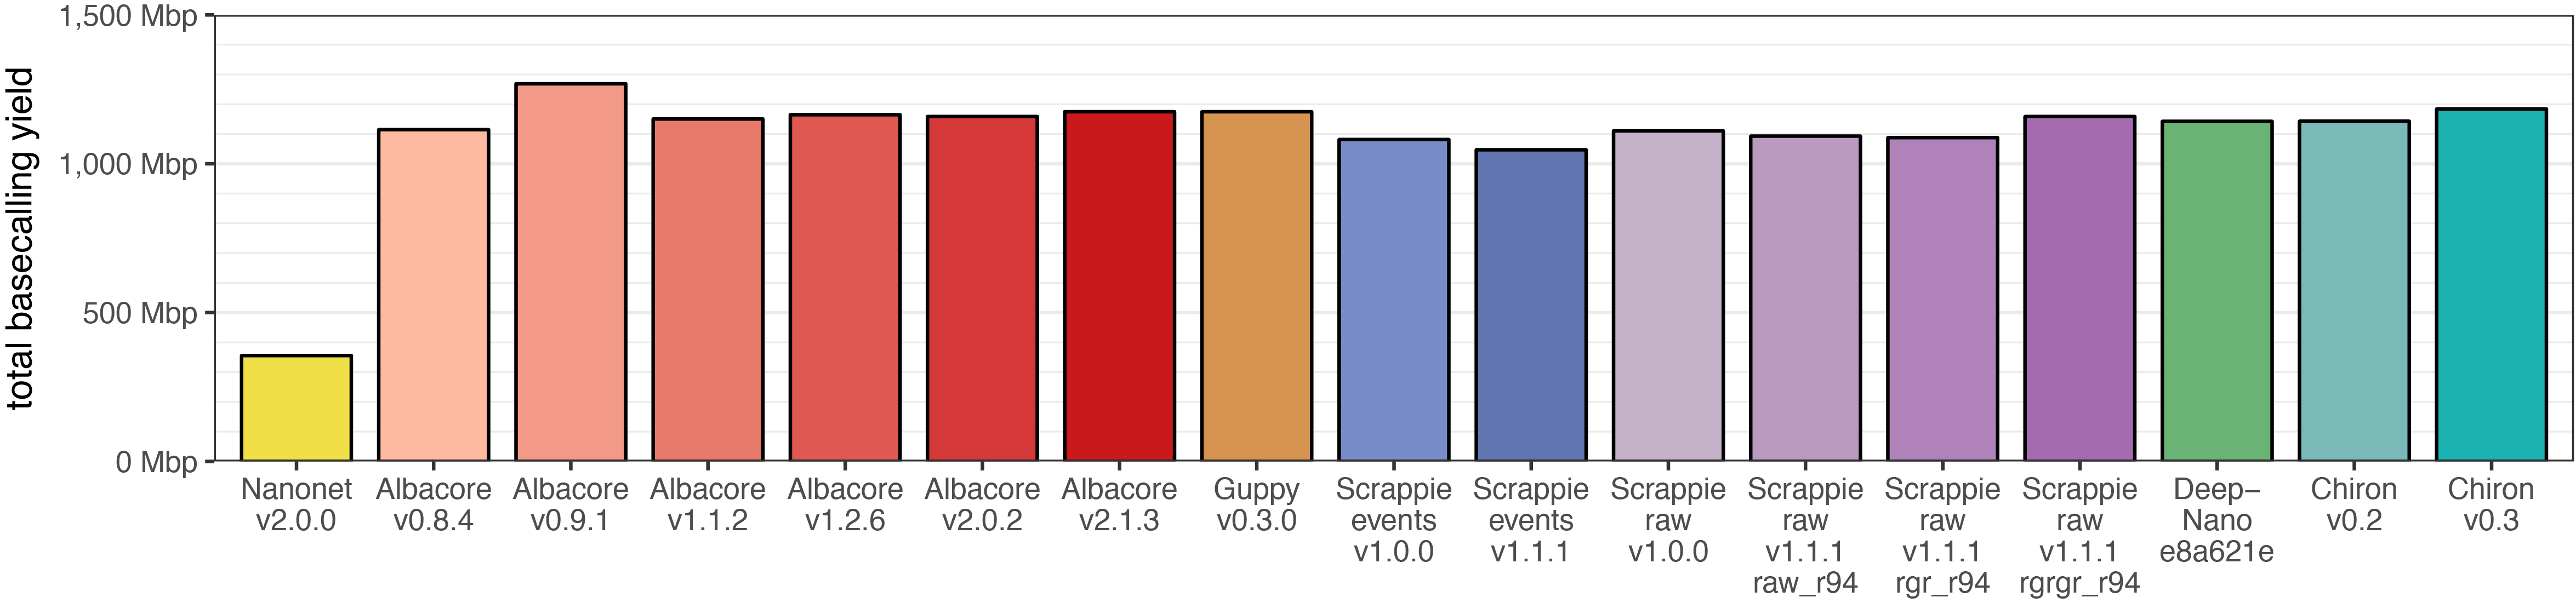 total basecalling yield
1,500 Mbp
1,000 Mbp
500 Mbp
0 Mbp
Nanonet
v2.0.0
Albacore
v0.8.4
Albacore
v0.9.1
Albacore
v1.1.2
Albacore
v1.2.6
Albacore
v2.0.2
Albacore
v2.1.3
Guppy
v0.3.0
Scrappie
events
v1.0.0
Scrappie
events
v1.1.1
Scrappie
raw
v1.0.0
Scrappie
raw
v1.1.1
raw_r94
Scrappie
raw
v1.1.1
rgr_r94
Scrappie
raw
v1.1.1
rgrgr_r94
Deep−
Nano
e8a621e
Chiron
v0.2
Chiron
v0.3